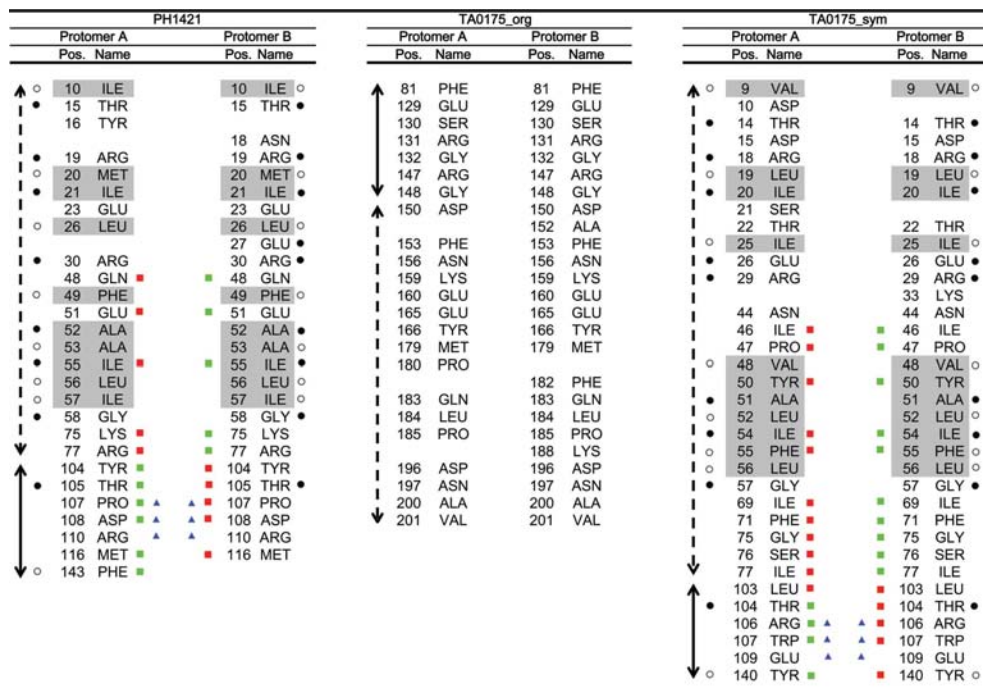 PH1421 TA0175_org TA0175_sym
Protomer A Protomer B Protomer A Protomer B Protomer A Protomer B
Pos. Name Pos. Name Pos. Name Pos. Name Pos. Name Pos. Name
10 ILE 10 ILE 81 PHE 81 PHE 9 VAL 9 VAL
15 THR 15 THR 129 GLU 129 GLU 10 ASP
16 TYR 130 SER 130 SER 14 THR 14 THR
18 ASN 131 ARG 131 ARG 15 ASP 15 ASP
19 ARG 19 ARG 132 GLY 132 GLY 18 ARG 18 ARG
20 MET 20 MET 147 ARG 147 ARG 19 LEU 19 LEU
21 ILE 21 ILE 148 GLY 148 GLY 20 ILE 20 ILE
23 GLU 23 GLU 150 ASP 150 ASP 21 SER
26 LEU 26 LEU 152 ALA 22 THR 22 THR
27 GLU 153 PHE 153 PHE 25 ILE 25 ILE
30 ARG 30 ARG 156 ASN 156 ASN 26 GLU 26 GLU
48 GLN 48 GLN 159 LYS 159 LYS 29 ARG 29 ARG
49 PHE 49 PHE 160 GLU 160 GLU 33 LYS
51 GLU 51 GLU 165 GLU 165 GLU 44 ASN 44 ASN
52 ALA 52 ALA 166 TYR 166 TYR 46 ILE 46 ILE
53 ALA 53 ALA 179 MET 179 MET 47 PRO 47 PRO
55 ILE 55 ILE 180 PRO 48 VAL 48 VAL
56 LEU 56 LEU 182 PHE 50 TYR 50 TYR
57 ILE 57 ILE 183 GLN 183 GLN 51 ALA 51 ALA
58 GLY 58 GLY 184 LEU 184 LEU 52 LEU 52 LEU
75 LYS 75 LYS 185 PRO 185 PRO 54 ILE 54 ILE
77 ARG 77 ARG 188 LYS 55 PHE 55 PHE
104 TYR 104 TYR 196 ASP 196 ASP 56 LEU 56 LEU
105 THR 105 THR 197 ASN 197 ASN 57 GLY 57 GLY
107 PRO 107 PRO 200 ALA 200 ALA 69 ILE 69 ILE
108 ASP 108 ASP 201 VAL 201 VAL 71 PHE 71 PHE
110 ARG 110 ARG 75 GLY 75 GLY
116 MET 116 MET 76 SER 76 SER
143 PHE 77 ILE 77 ILE
103 LEU 103 LEU
104 THR 104 THR
106 ARG 106 ARG
107 TRP 107 TRP
109 GLU 109 GLU
140 TYR 140 TYR